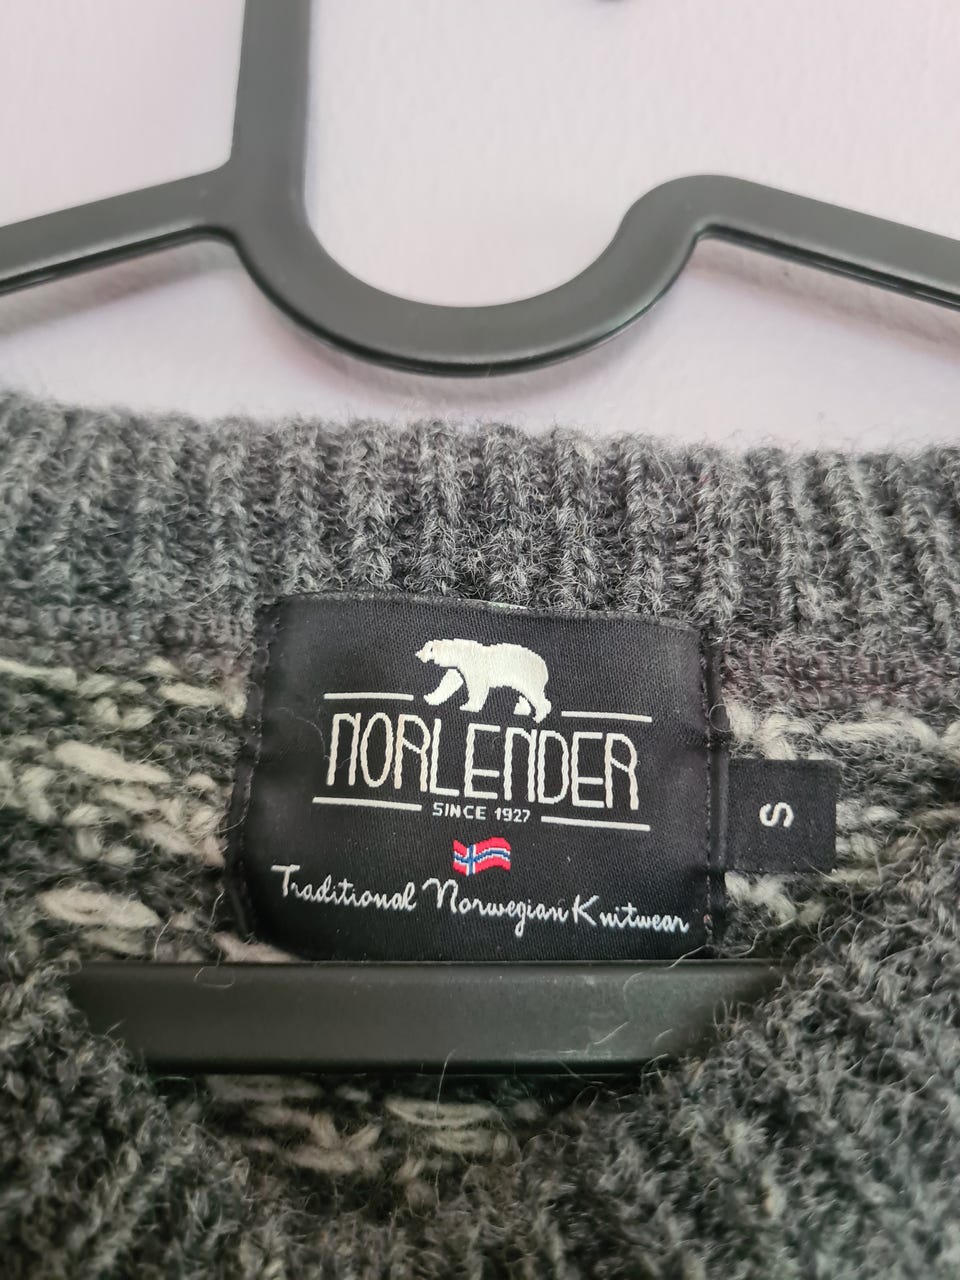 NORLENDER
SINCE 1927
Traditional Norwegian Knitwear
S